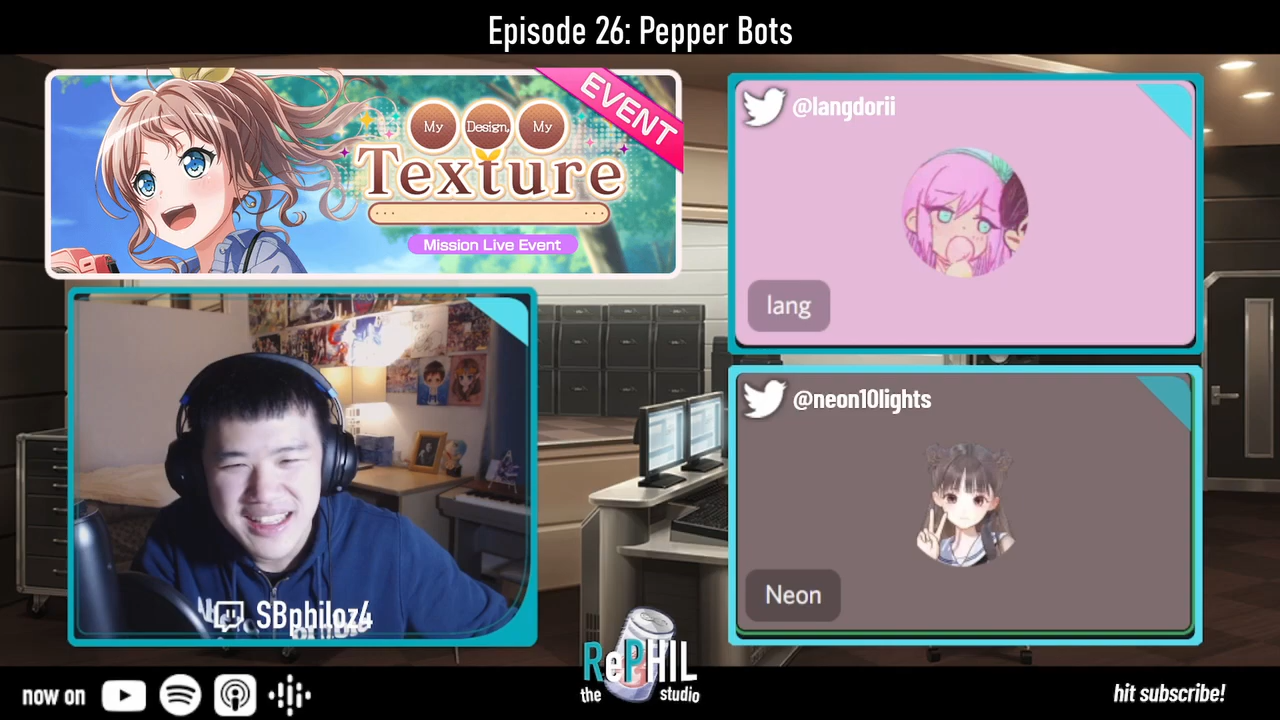 Episode 26: Pepper Bots
My Design, My
Texture
EVENT
Mission Live Event
@langdorii
lang
@neon10lights
Neon
SBphiloz4
RePHIL
the studio
now on
hit subscribe!